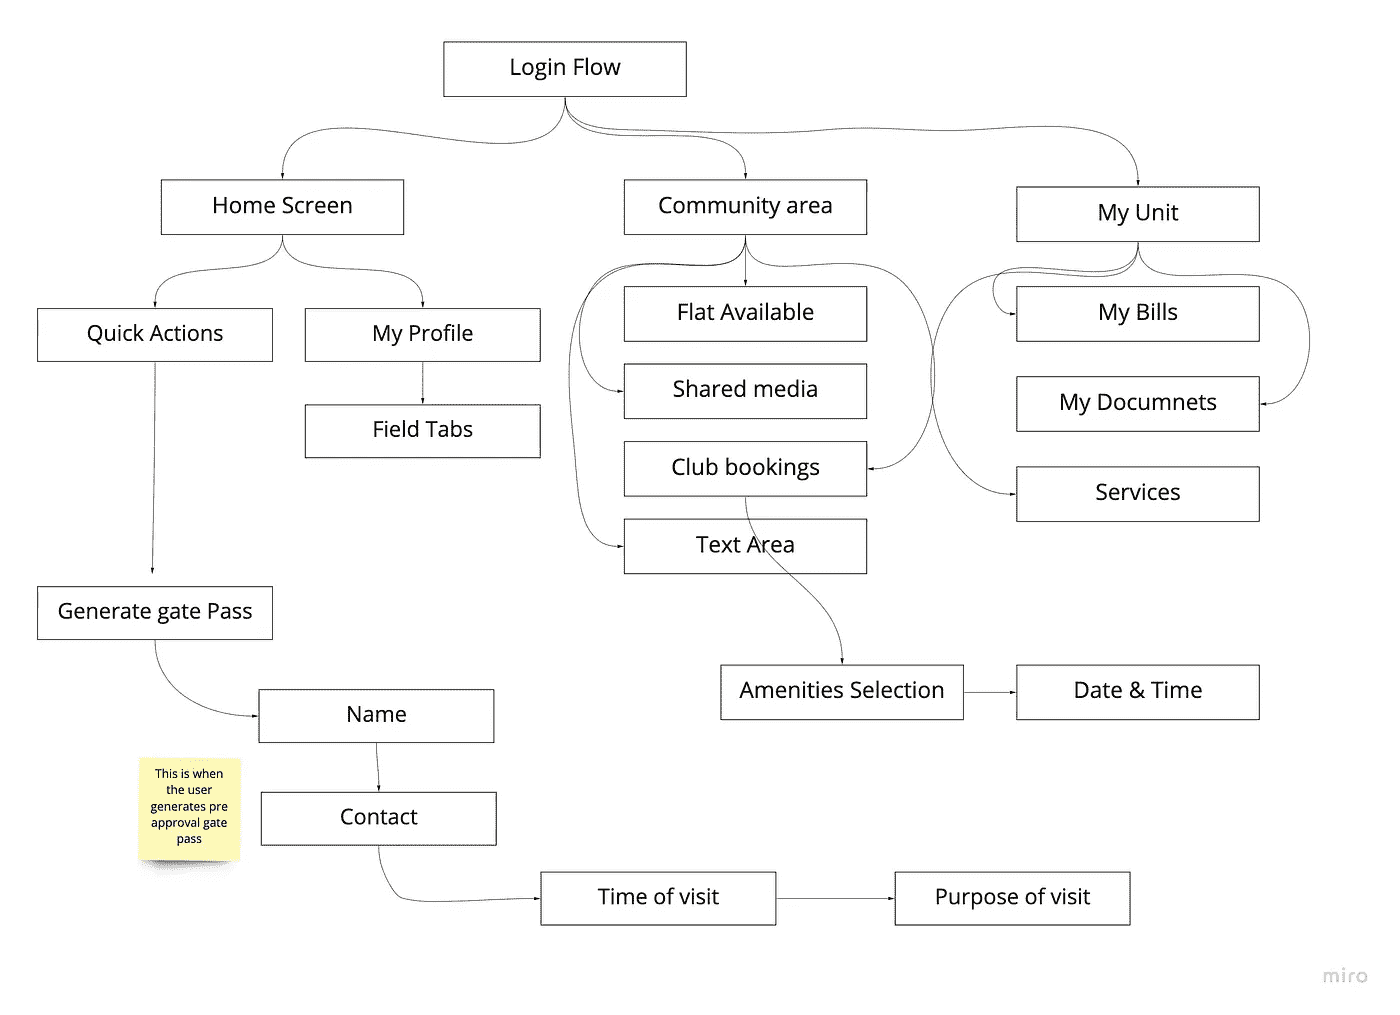 Login Flow
Home Screen
Community area
My Unit
Quick Actions
My Profile
Flat Available
My Bills
Shared media
My Documnets
Field Tabs
Club bookings
Services
Text Area
Generate gate Pass
Amenities Selection
Date & Time
Name
This is when
the user
generates pre
approval gate
pass
Contact
Time of visit
Purpose of visit
miro